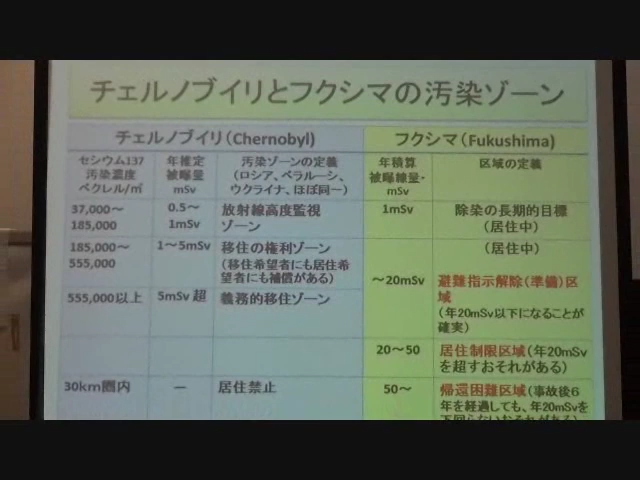 チェルノブイリとフクシマの汚染ゾーン
チェルノブイリ(Chernobyl)
フクシマ(Fukushima)
セシウム137
汚染濃度
ベクレル/㎡
年確定
被曝量
mSv
汚染ゾーンの定義
(ロシア、ベラルーシ、
ウクライナ、ほぼ同一)
年積算
被曝線量・
mSv
区域の定義
37,000～
185,000
0.5～
1mSv
放射線高度監視
ゾーン
1mSv
除染の長期的目標
(居住中)
185,000～
555,000
1～5mSv
移住の権利ゾーン
(移住希望者にも居住希
望者にも補償がある)
～20mSv
(居住中)
避難指示解除(準備)区
域
(年20mSv以下になることが
確実)
555,000以上
5mSv 超
義務的移住ゾーン
20～50
居住制限区域(年20mSv
を超すおそれがある)
30km圏内
―
居住禁止
50～
帰還困難区域(事故後6
年を経過しても、年20mSvを
下回らないおそれがある)